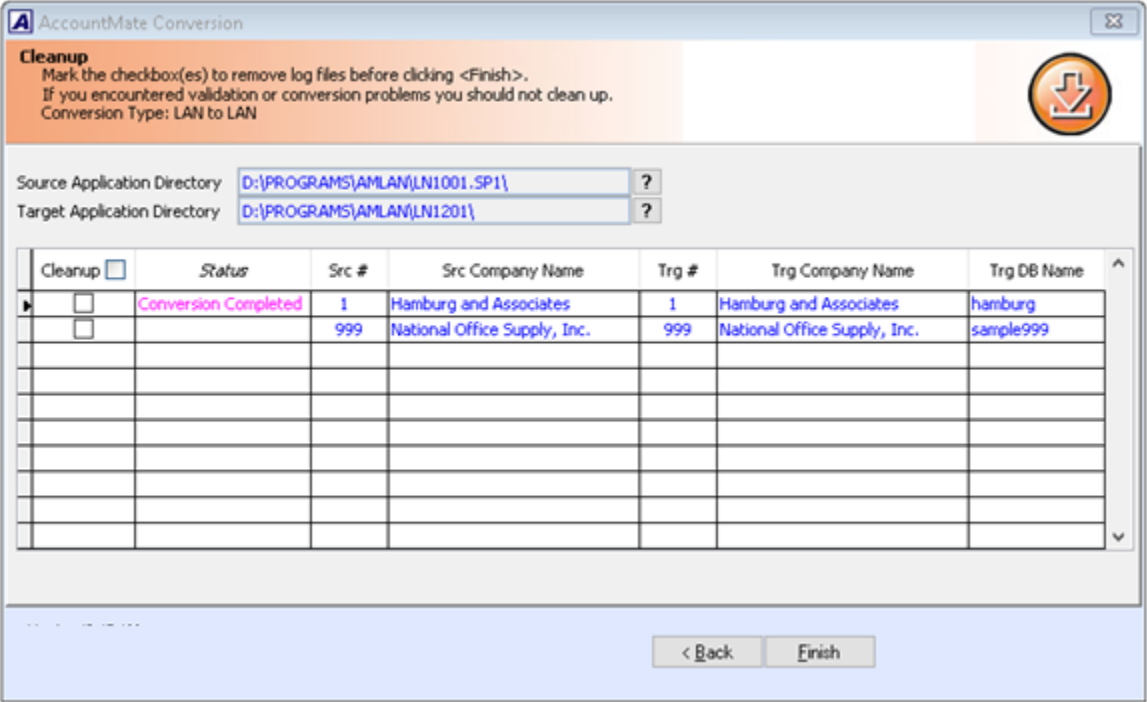 A AccountMate Conversion
Cleanup
Mark the checkbox(es) to remove log files before clicking <Finish>.
If you encountered validation or conversion problems you should not clean up.
Conversion Type: LAN to LAN
Source Application Directory D:\PROGRAMS\AMLAN\LN1001.SP1\ ?
Target Application Directory D:\PROGRAMS\AMLAN\LN1201\ ?
Cleanup Status Src # Src Company Name Trg # Trg Company Name Trg DB Name
Conversion Completed 1 Hamburg and Associates 1 Hamburg and Associates hamburg
999 National Office Supply, Inc. 999 National Office Supply, Inc. sample999
< Back Finish